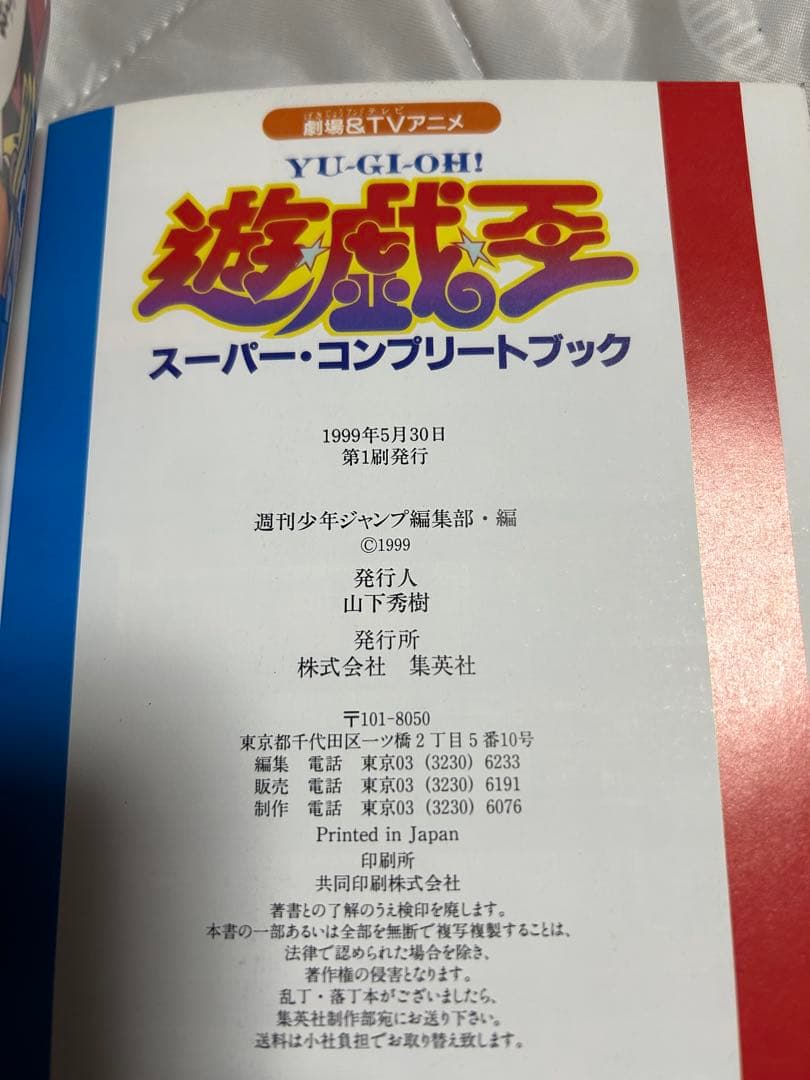 げきじょうアンドテレビ
劇場&TVアニメ
YU-GI-OH!
遊☆戯☆王
スーパー・コンプリートブック
1999年5月30日
第1刷発行
週刊少年ジャンプ編集部・編
©1999
発行人
山下秀樹
発行所
株式会社 集英社
〒101-8050
東京都千代田区一ツ橋2丁目5番10号
編集 電話 東京03 (3230) 6233
販売 電話 東京03 (3230) 6191
制作 電話 東京03 (3230) 6076
Printed in Japan
印刷所
共同印刷株式会社
著書との了解のうえ検印を廃します。
本書の一部あるいは全部を無断で複写複製することは、
法律で認められた場合を除き、
著作権の侵害となります。
乱丁・落丁本がございましたら、
集英社制作部宛にお送り下さい。
送料は小社負担でお取り替え致します。